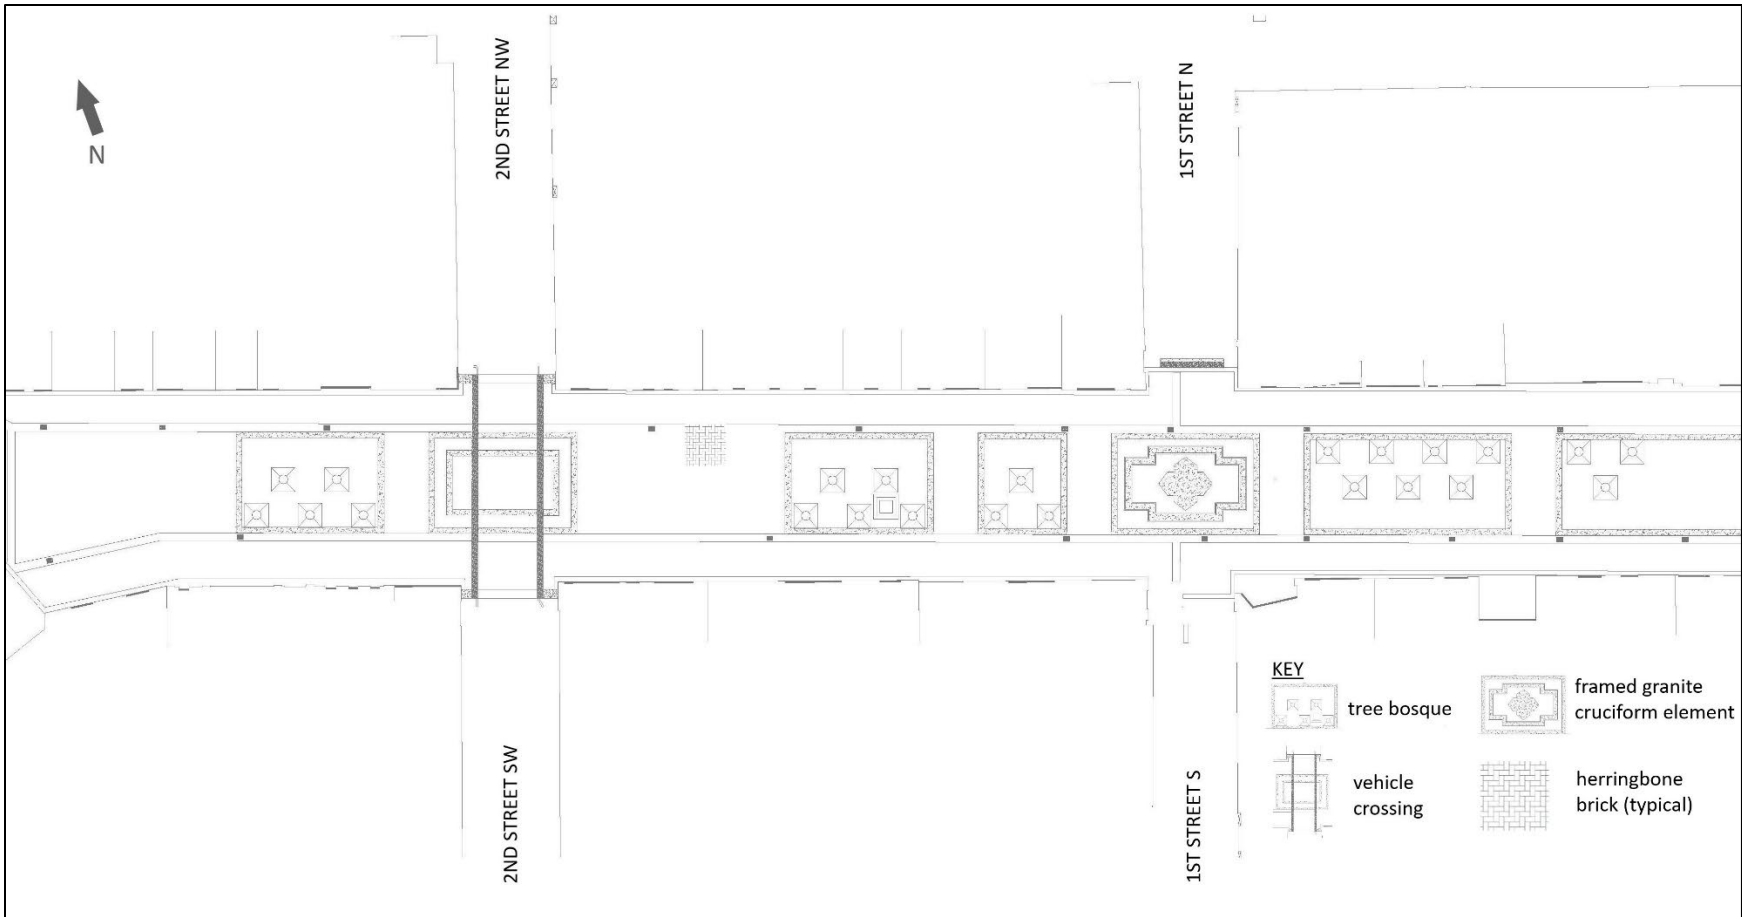 2ND STREET NW
1ST STREET N
N
KEY
tree bosque
framed granite
cruciform element
vehicle
crossing
herringbone
brick (typical)
2ND STREET SW
1ST STREET S